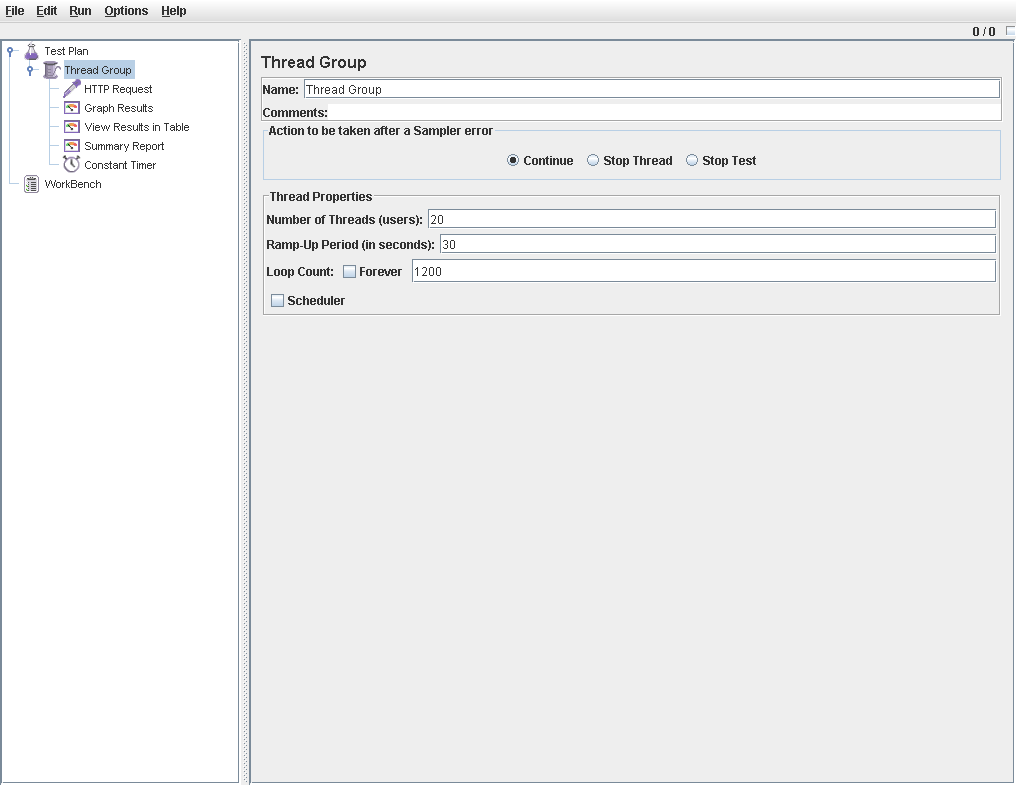 File Edit Run Options Help
0 / 0
Test Plan
Thread Group
HTTP Request
Graph Results
View Results in Table
Summary Report
Constant Timer
WorkBench
Thread Group
Name: Thread Group
Comments:
Action to be taken after a Sampler error
Continue Stop Thread Stop Test
Thread Properties
Number of Threads (users): 20
Ramp-Up Period (in seconds): 30
Loop Count: Forever 1200
Scheduler